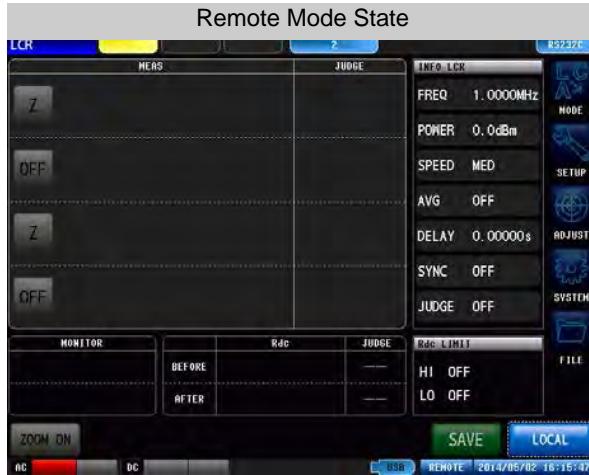 Remote Mode State
LCR 2 RS232C
MEAS JUDGE INFO LCR
Z FREQ 1.0000MHz
MODE
POWER 0.0dBm
OFF SPEED MED
SETUP
AVG OFF
Z DELAY 0.00000s ADJUST
SYNC OFF
OFF JUDGE OFF SYSTEM
MONITOR Rdc JUDGE Rdc LIMIT
BEFORE ---- HI OFF FILE
AFTER ---- LO OFF
ZOOM ON SAVE LOCAL
AC DC USB REMOTE 2014/05/02 16:15:47